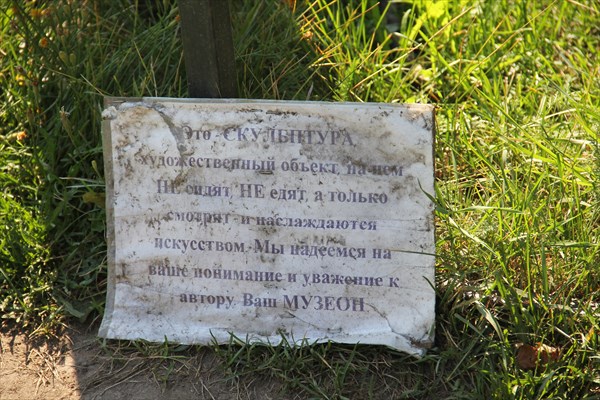 Это СКУЛЬПТУРА,
художественный объект, на нем
НЕ сидят, НЕ едят, а только
смотрят и наслаждаются
искусством. Мы надеемся на
ваше понимание и уважение к
автору. Ваш МУЗЕОН